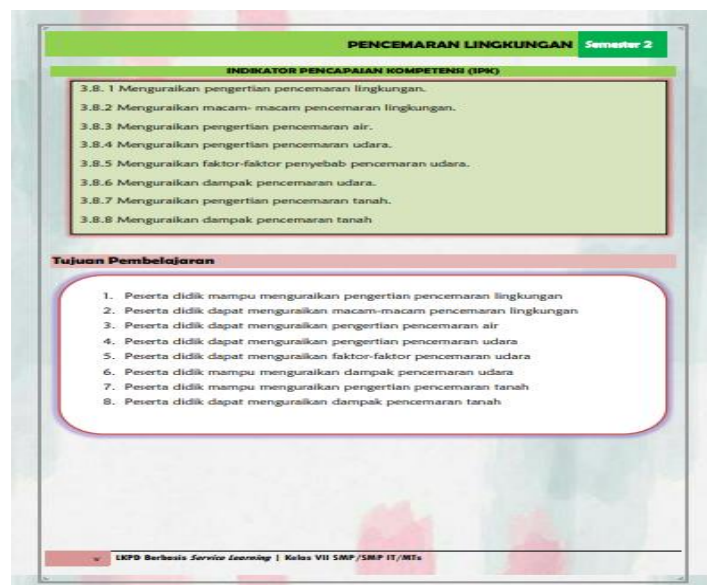 PENCEMARAN LINGKUNGAN Semester 2
INDIKATOR PENCAPAIAN KOMPETENSI (IPK)
3.8. 1 Menguraikan pengertian pencemaran lingkungan.
3.8.2 Menguraikan macam- macam pencemaran lingkungan.
3.8.3 Menguraikan pengertian pencemaran air.
3.8.4 Menguraikan pengertian pencemaran udara.
3.8.5 Menguraikan faktor-faktor penyebab pencemaran udara.
3.8.6 Menguraikan dampak pencemaran udara.
3.8.7 Menguraikan pengertian pencemaran tanah.
3.8.8 Menguraikan dampak pencemaran tanah
Tujuan Pembelajaran
1. Peserta didik mampu menguraikan pengertian pencemaran lingkungan
2. Peserta didik dapat menguraikan macam-macam pencemaran lingkungan
3. Peserta didik dapat menguraikan pengertian pencemaran air
4. Peserta didik dapat menguraikan pengertian pencemaran udara
5. Peserta didik dapat menguraikan faktor-faktor pencemaran udara
6. Peserta didik mampu menguraikan dampak pencemaran udara
7. Peserta didik mampu menguraikan pengertian pencemaran tanah
8. Peserta didik dapat menguraikan dampak pencemaran tanah
LKPD Berbasis Service Learning | Kelas VII SMP/SMP IT/MTs